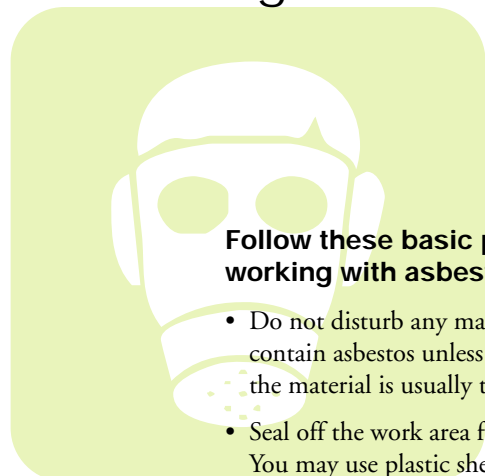 g
Follow these basic p
working with asbes
• Do not disturb any ma
contain asbestos unless
the material is usually t
• Seal off the work area f
You may use plastic she